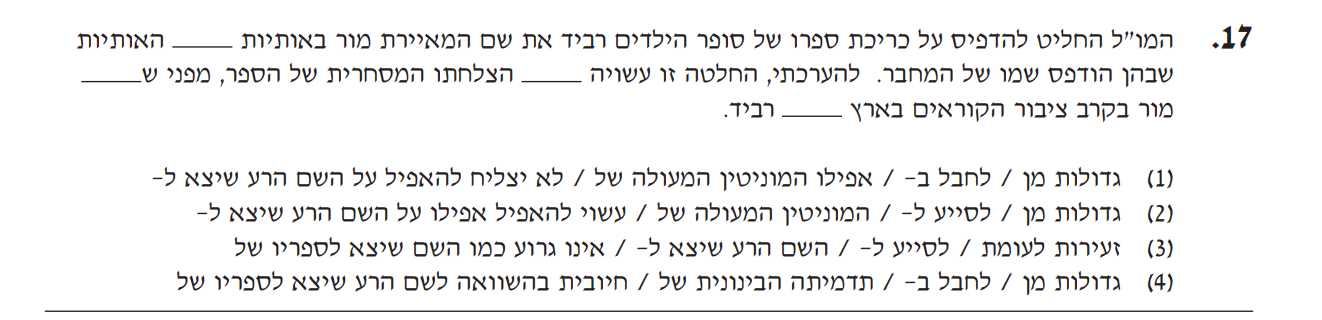 17. המו"ל החליט להדפיס על כריכת ספרו של סופר הילדים רביד את שם המאיירת מור באותיות _____ האותיות
שבהן הודפס שמו של המחבר. להערכתי, החלטה זו עשויה _____ הצלחתו המסחרית של הספר, מפני ש_____
מור בקרב ציבור הקוראים בארץ _____ רביד.
(1) גדולות מן / לחבל ב- / אפילו המוניטין המעולה של / לא יצליח להאפיל על השם הרע שיצא ל-
(2) גדולות מן / לסייע ל- / המוניטין המעולה של / עשוי להאפיל אפילו על השם הרע שיצא ל-
(3) זעירות לעומת / לסייע ל- / השם הרע שיצא ל- / אינו גרוע כמו השם שיצא לספריו של
(4) גדולות מן / לחבל ב- / תדמיתה הבינונית של / חיובית בהשוואה לשם הרע שיצא לספריו של